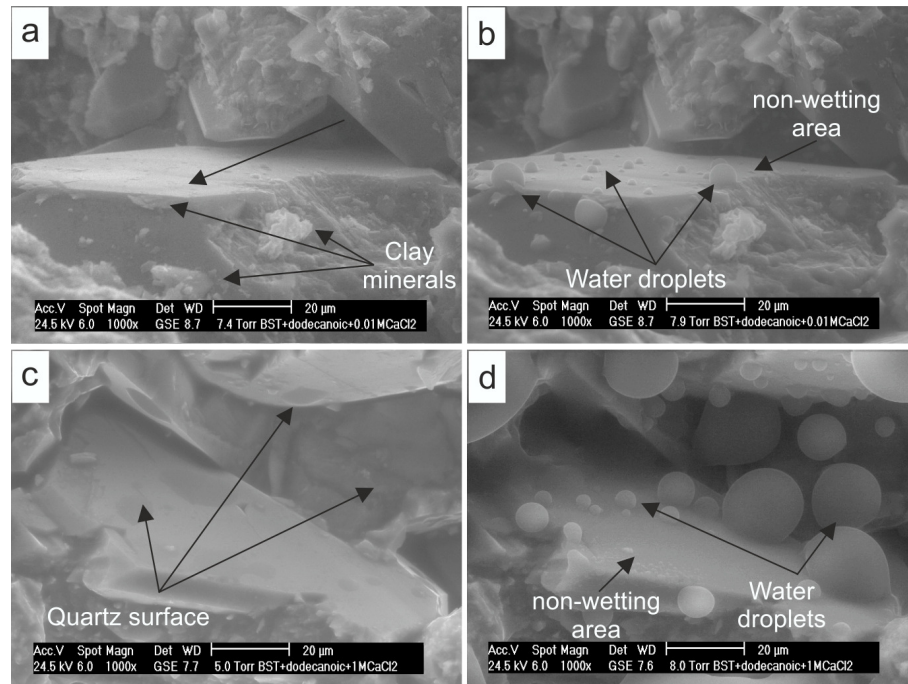 a
Clay
minerals
Acc.V Spot Magn Det WD 20 µm
24.5 kV 6.0 1000x GSE 8.7 7.4 Torr BST+dodecanoic+0.01MCaCl2
b
non-wetting
area
Water droplets
Acc.V Spot Magn Det WD 20 µm
24.5 kV 6.0 1000x GSE 8.7 7.9 Torr BST+dodecanoic+0.01MCaCl2
c
Quartz surface
Acc.V Spot Magn Det WD 20 µm
24.5 kV 6.0 1000x GSE 7.7 5.0 Torr BST+dodecanoic+1MCaCl2
d
non-wetting
area
Water
droplets
Acc.V Spot Magn Det WD 20 µm
24.5 kV 6.0 1000x GSE 7.6 8.0 Torr BST+dodecanoic+1MCaCl2